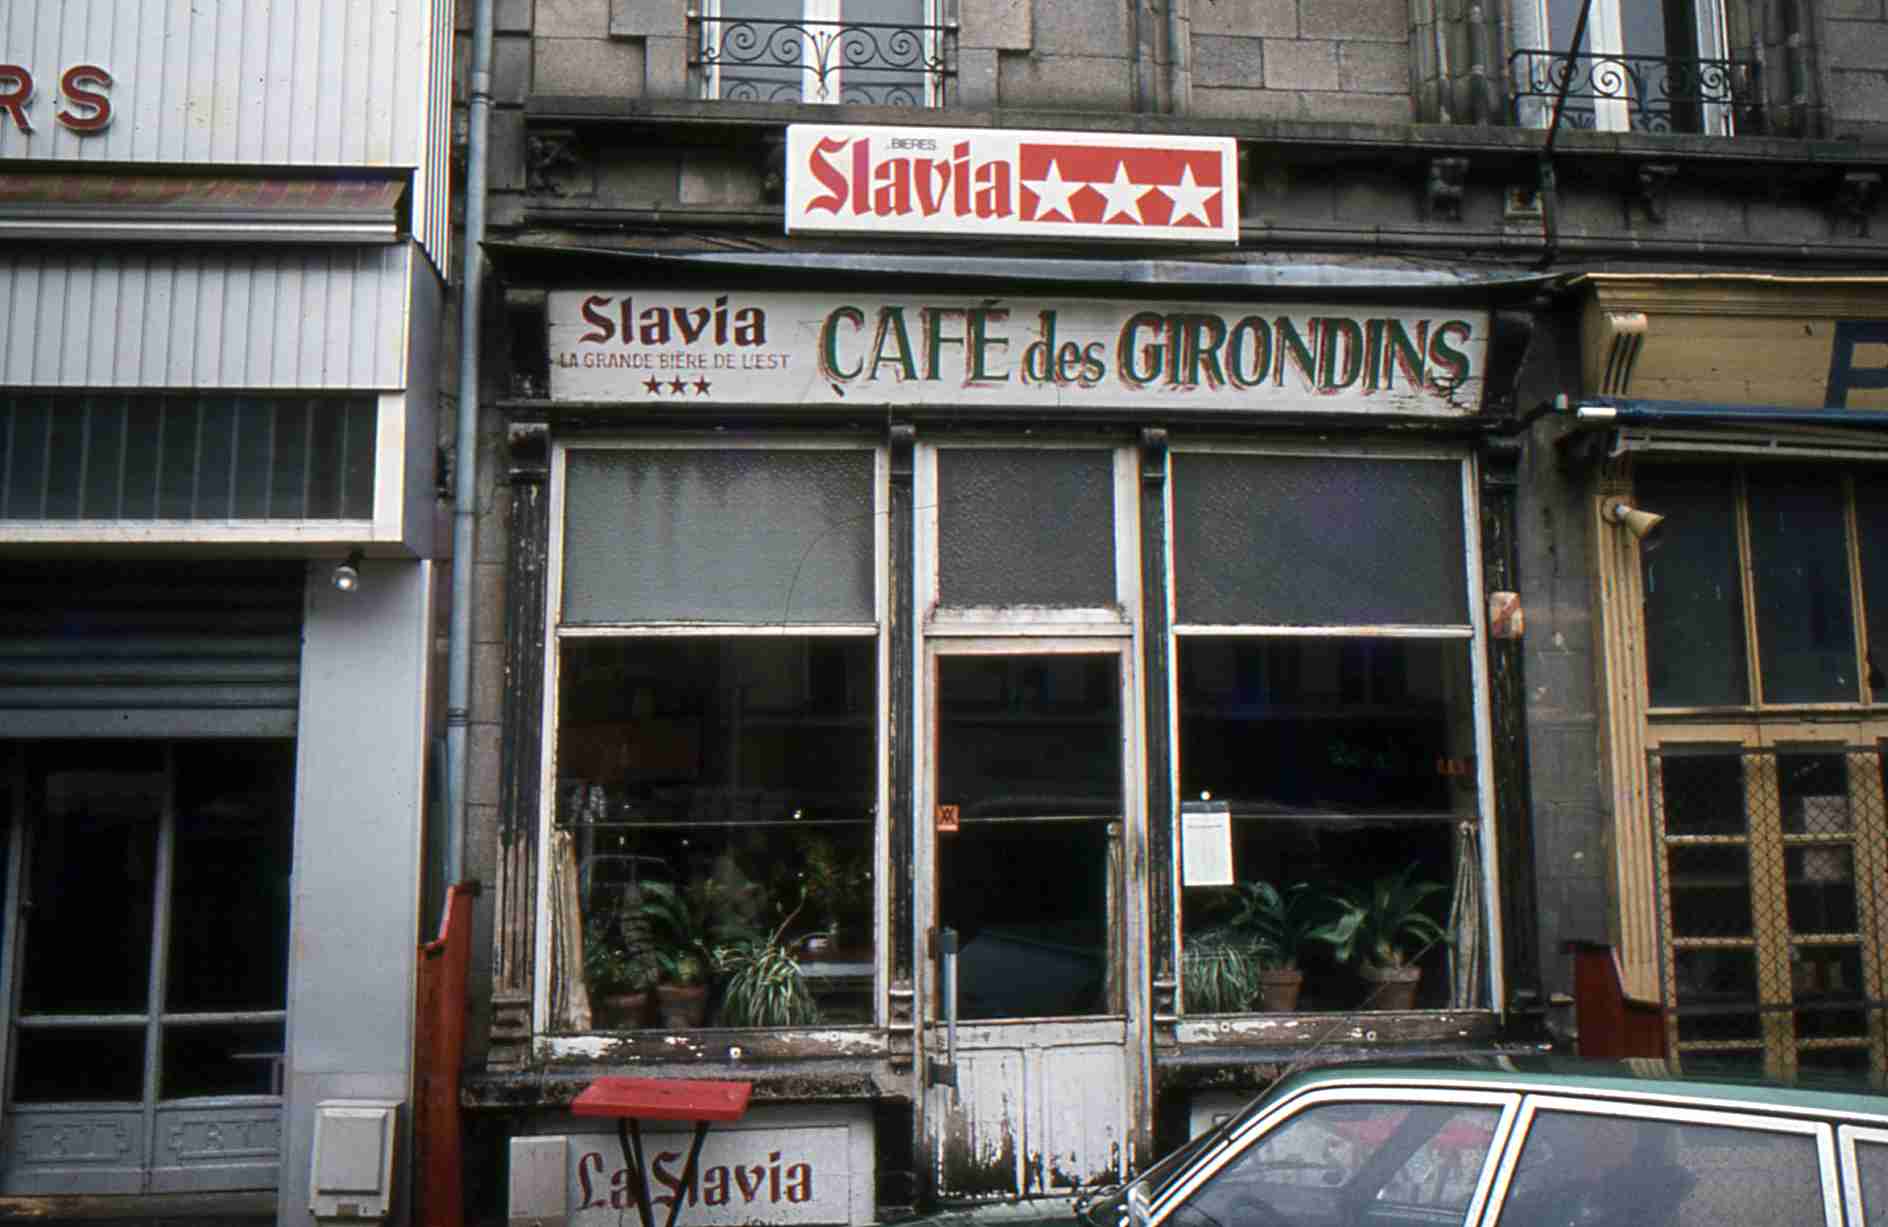 RS
BIERES
Slavia
Slavia
LA GRANDE BIÈRE DE L'EST
CAFÉ des GIRONDINS
P
La Slavia